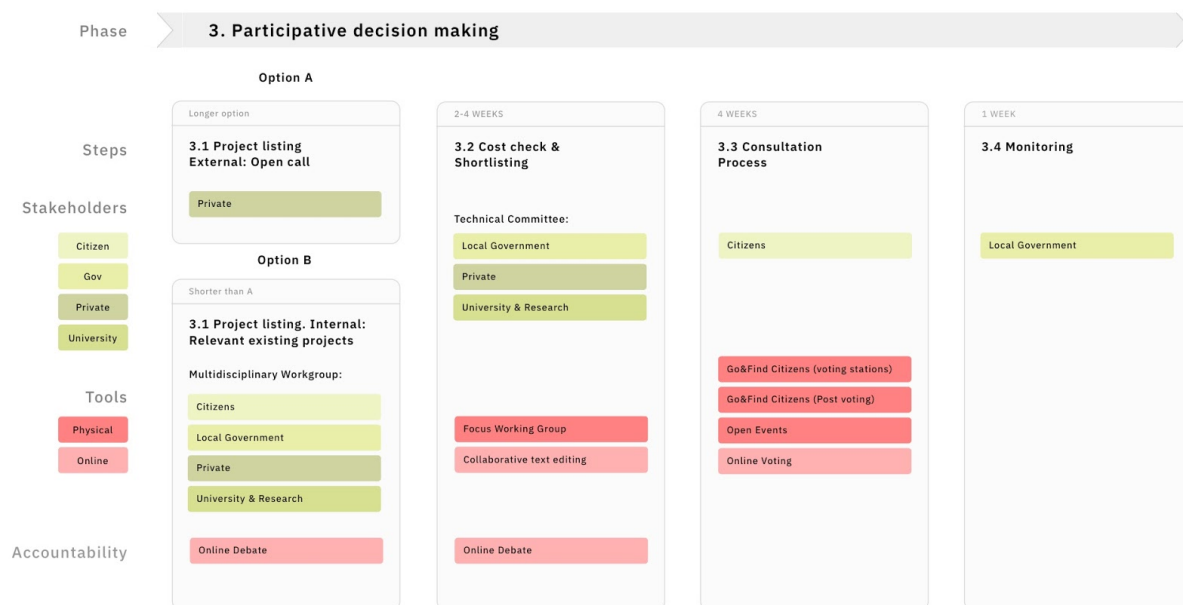 Phase
3. Participative decision making
Option A
Steps
Longer option
3.1 Project listing
External: Open call
Private
2-4 WEEKS
3.2 Cost check &
Shortlisting
4 WEEKS
3.3 Consultation
Process
1 WEEK
3.4 Monitoring
Stakeholders
Citizen
Gov
Private
University
Technical Committee:
Local Government
Private
University & Research
Citizens
Local Government
Option B
Shorter than A
3.1 Project listing. Internal:
Relevant existing projects
Multidisciplinary Workgroup:
Citizens
Local Government
Private
University & Research
Tools
Physical
Online
Focus Working Group
Collaborative text editing
Go&Find Citizens (voting stations)
Go&Find Citizens (Post voting)
Open Events
Online Voting
Accountability
Online Debate
Online Debate